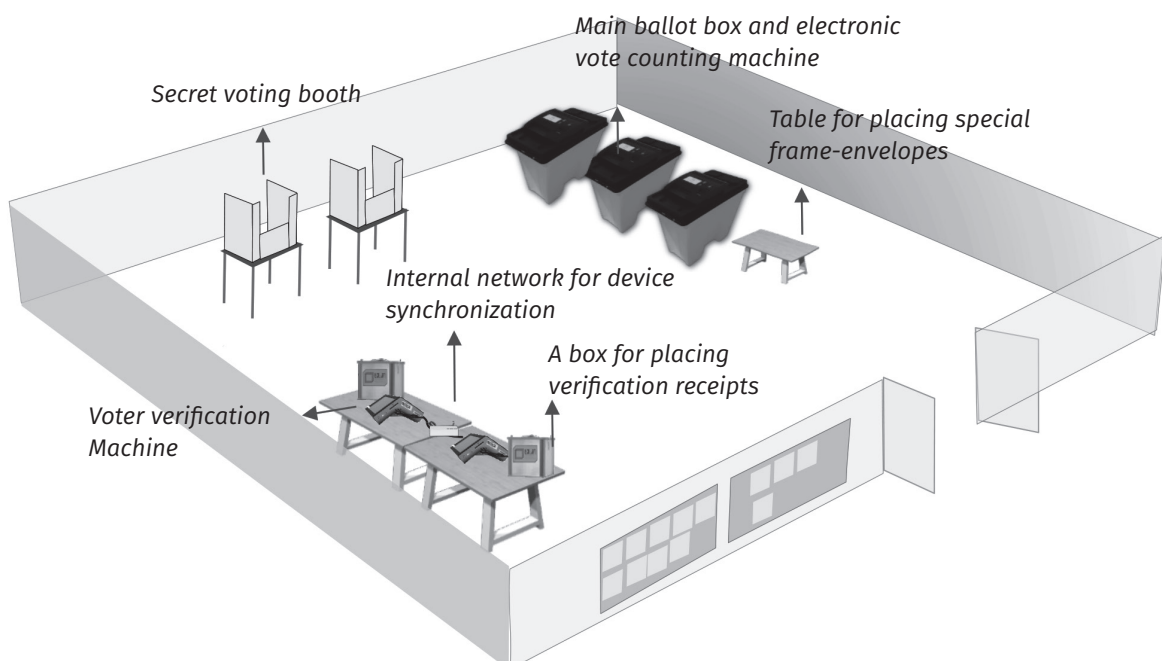 Main ballot box and electronic
vote counting machine
Secret voting booth
Table for placing special
frame-envelopes
Internal network for device
synchronization
A box for placing
verification receipts
Voter verification
Machine